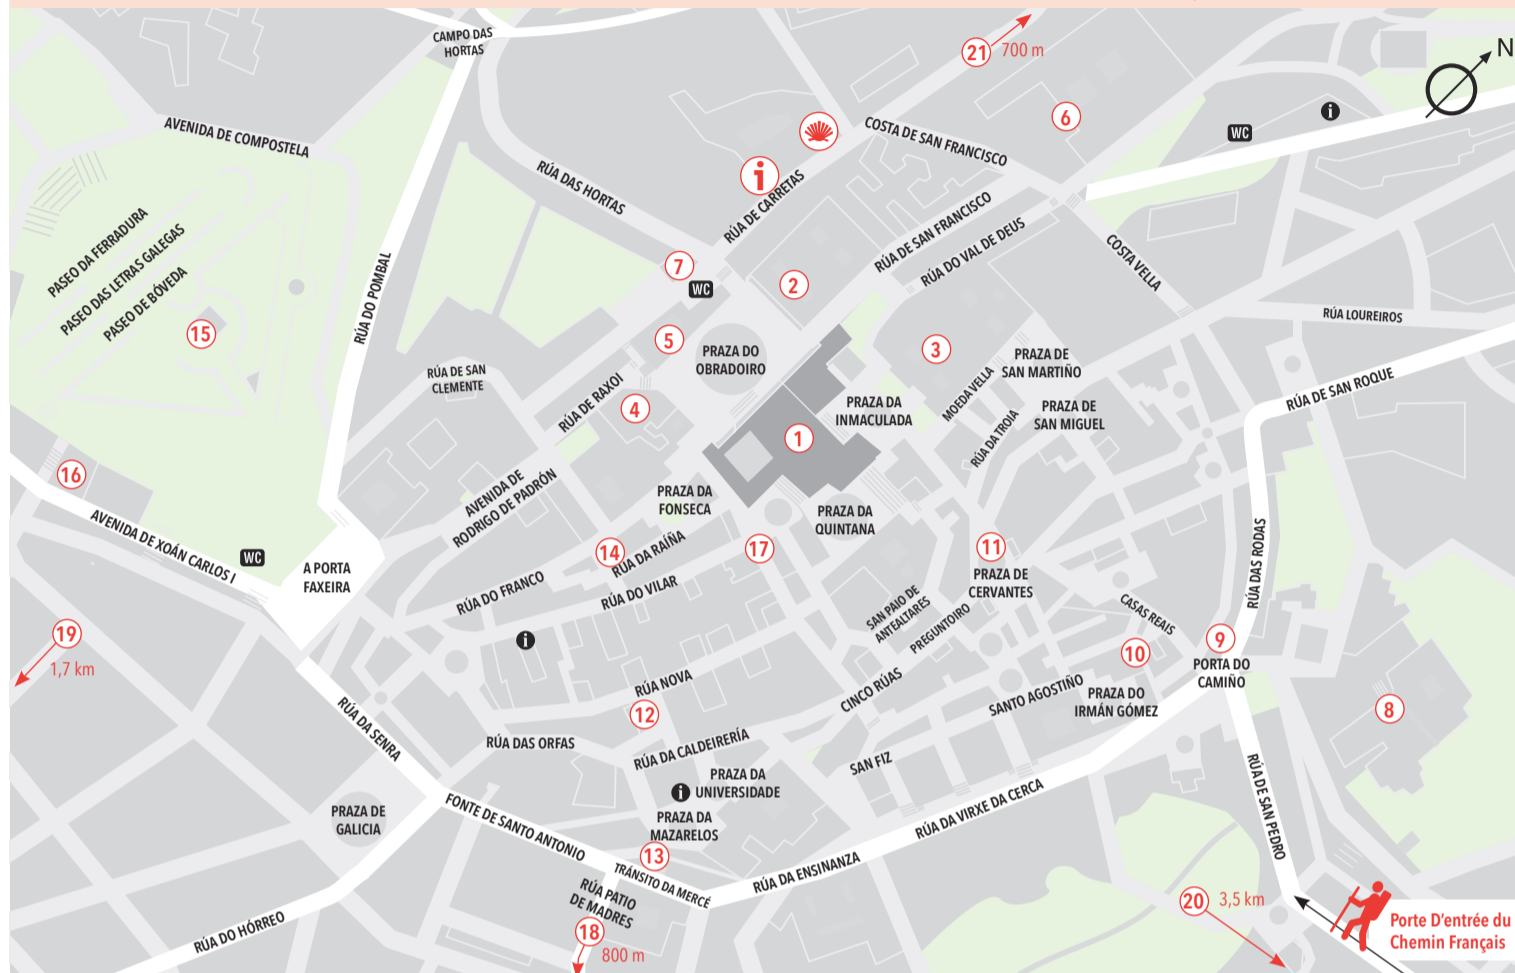 CAMPO DAS
HORTAS
21
700 m
N
6
i
WC
AVENIDA DE COMPOSTELA
COSTA DE SAN FRANCISCO
i
RÚA DAS HORTAS
RÚA DE CARRETAS
RÚA DE SAN FRANCISCO
RÚA DO VAL DE DEUS
COSTA VELLA
PASEO DA FERRADURA
PASEO DAS LETRAS GALEGAS
PASEO DE BÓVEDA
15
RÚA DO POMBAL
7
WC
2
5
PRAZA DO
OBRADOIRO
3
RÚA LOUREIROS
RÚA DE SAN
CLEMENTE
RÚA DE RAXOI
4
PRAZA DE
SAN MARTIÑO
MOEDA VELLA
PRAZA DA
INMACULADA
PRAZA DE
SAN MIGUEL
RÚA DA TROIA
RÚA DE SAN ROQUE
1
16
AVENIDA DE
RODRIGO DE PADRÓN
PRAZA DA
FONSECA
PRAZA DA
QUINTANA
AVENIDA DE XOÁN CARLOS I
WC
A PORTA
FAXEIRA
14
RÚA DA RAÍÑA
17
11
PRAZA DE
CERVANTES
RÚA DAS RODAS
RÚA DO FRANCO
RÚA DO VILAR
SAN PAIO DE
ANTEALTARES
PREGUNTOIRO
CASAS REAIS
19
1,7 km
i
9
PORTA DO
CAMIÑO
10
RÚA NOVA
12
CINCO RÚAS
SANTO AGOSTIÑO
PRAZA DO
IRMÁN GÓMEZ
8
RÚA DA SENRA
RÚA DAS ORFAS
RÚA DA CALDEIRERÍA
SAN FIZ
PRAZA DA
UNIVERSIDADE
i
RÚA DE SAN PEDRO
PRAZA DE
GALICIA
FONTE DE SANTO ANTONIO
PRAZA DA
MAZARELOS
RÚA DA VIRXE DA CERCA
13
TRÁNSITO DA MERCÉ
RÚA DA ENSINANZA
RÚA PATIO
DE MADRES
20
3,5 km
RÚA DO HÓRREO
18
800 m
Porte D'entrée du
Chemin Français